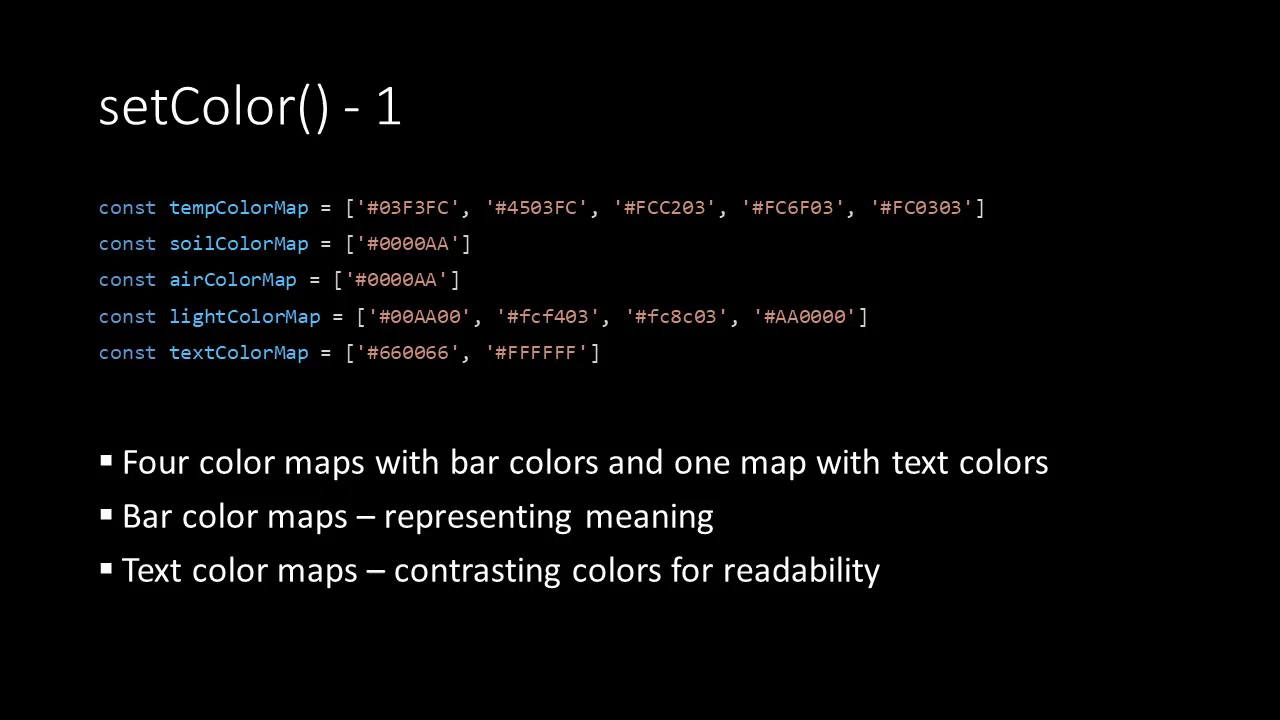 setColor() - 1
const tempColorMap = ['#03F3FC', '#4503FC', '#FCC203', '#FC6F03', '#FC0303']
const soilColorMap = ['#0000AA']
const airColorMap = ['#0000AA']
const lightColorMap = ['#00AA00', '#fcf403', '#fc8c03', '#AA0000']
const textColorMap = ['#660066', '#FFFFFF']
▪ Four color maps with bar colors and one map with text colors
▪ Bar color maps – representing meaning
▪ Text color maps – contrasting colors for readability